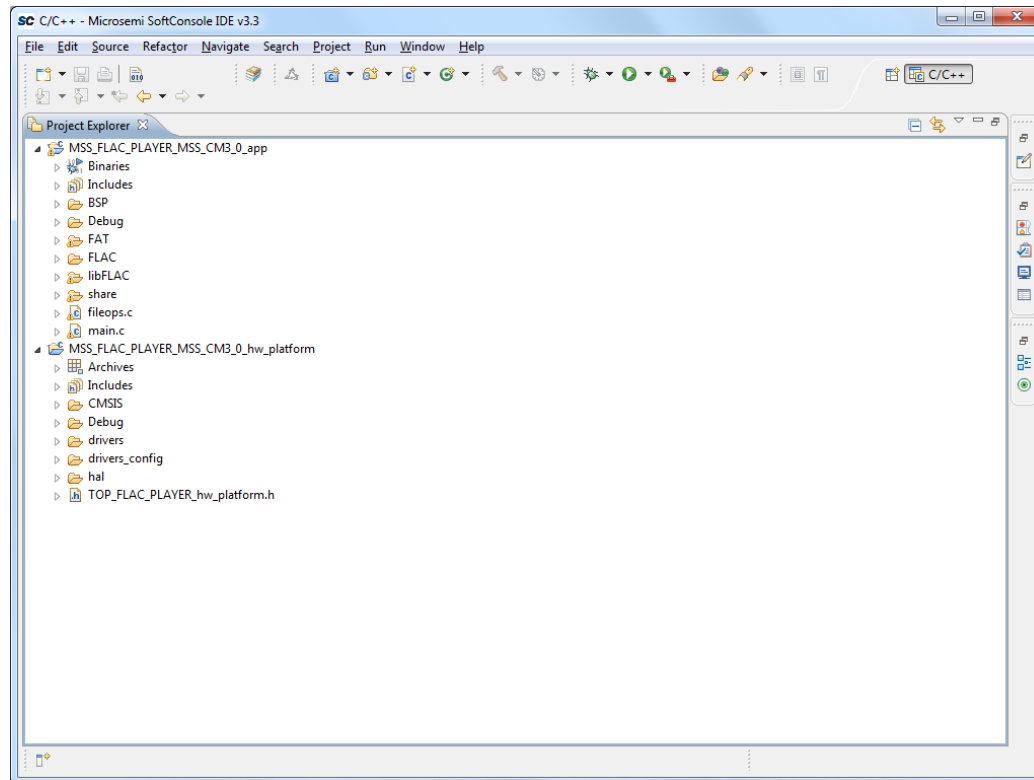 SC C/C++ - Microsemi SoftConsole IDE v3.3
File Edit Source Refactor Navigate Search Project Run Window Help
010 C/C++
Project Explorer
MSS_FLAC_PLAYER_MSS_CM3_0_app
Binaries
Includes
BSP
Debug
FAT
FLAC
libFLAC
share
fileops.c
main.c
MSS_FLAC_PLAYER_MSS_CM3_0_hw_platform
Archives
Includes
CMSIS
Debug
drivers
drivers_config
hal
TOP_FLAC_PLAYER_hw_platform.h